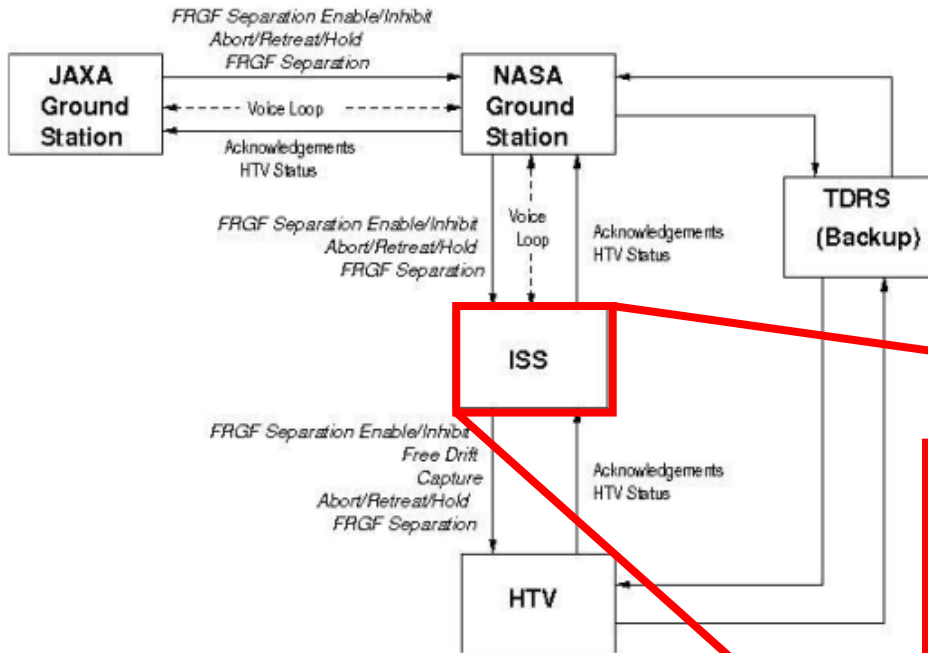 FRGF Separation Enable/Inhibit
Abort/Retreat/Hold
FRGF Separation
JAXA
Ground
Station
Voice Loop
Acknowledgements
HTV Status
NASA
Ground
Station
TDRS
(Backup)
FRGF Separation Enable/Inhibit
Abort/Retreat/Hold
FRGF Separation
Voice
Loop
Acknowledgements
HTV Status
ISS
FRGF Separation Enable/Inhibit
Free Drift
Capture
Abort/Retreat/Hold
FRGF Separation
Acknowledgements
HTV Status
HTV